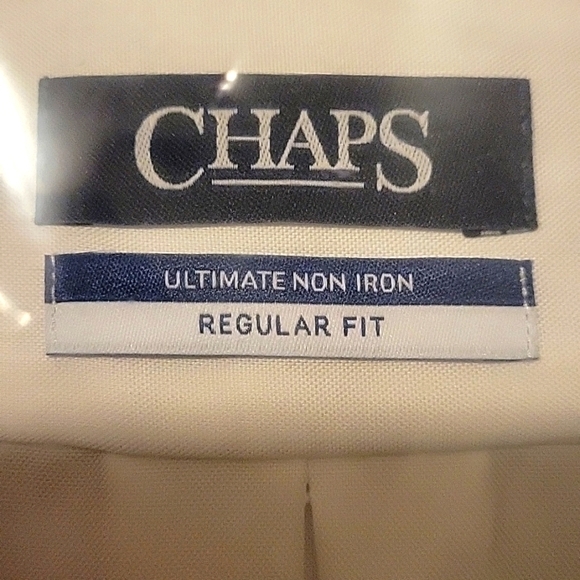 CHAPS
ULTIMATE NON IRON
REGULAR FIT